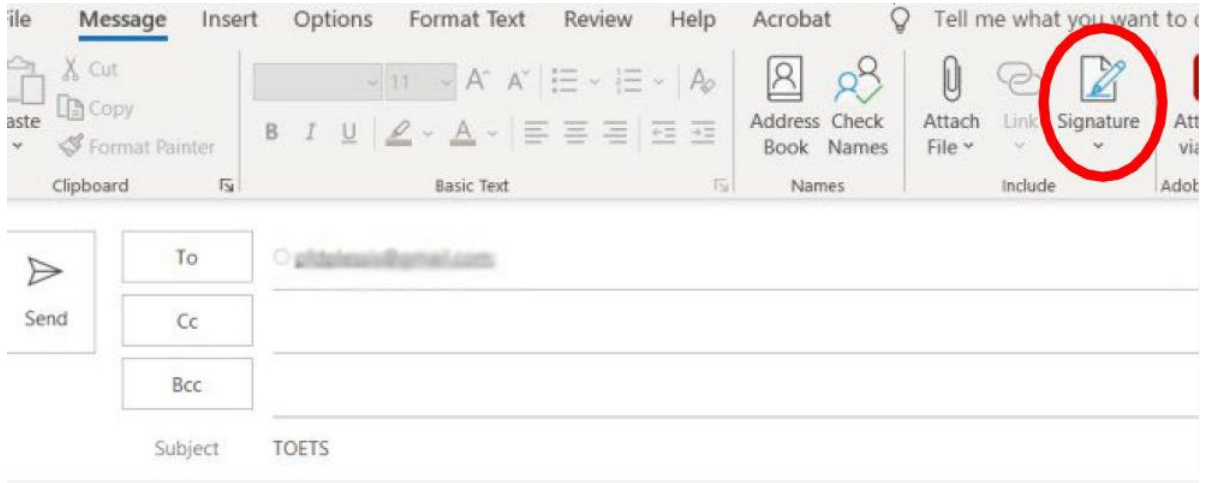 ile Message Insert Options Format Text Review Help Acrobat Tell me what you want to
Cut
Copy
aste
Format Painter
Clipboard
11
A A
B I U A
Basic Text
Address Book
Check Names
Names
Attach File
Link
Signature
Include
Att
via
Adob
Send
To
Cc
Bcc
Subject TOETS